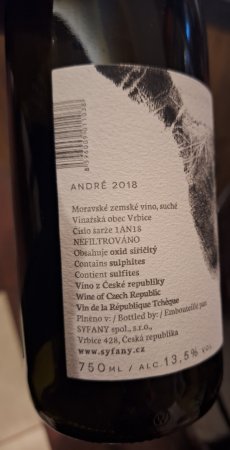 ANDRÉ 2018
Moravské zemské víno, suché
Vinařská obec Vrbice
Číslo šarže 1AN18
NEFILTROVÁNO
Obsahuje oxid siřičitý
Contains sulphites
Contient sulfites
Víno z České republiky
Wine of Czech Republic
Vin de la République Tchèque
Plněno v: / Bottled by: / Embouteillé par:
SYFANY spol., s.r.o.,
Vrbice 428, Česká republika
www.syfany.cz
750ML / ALC.13,5% VOL